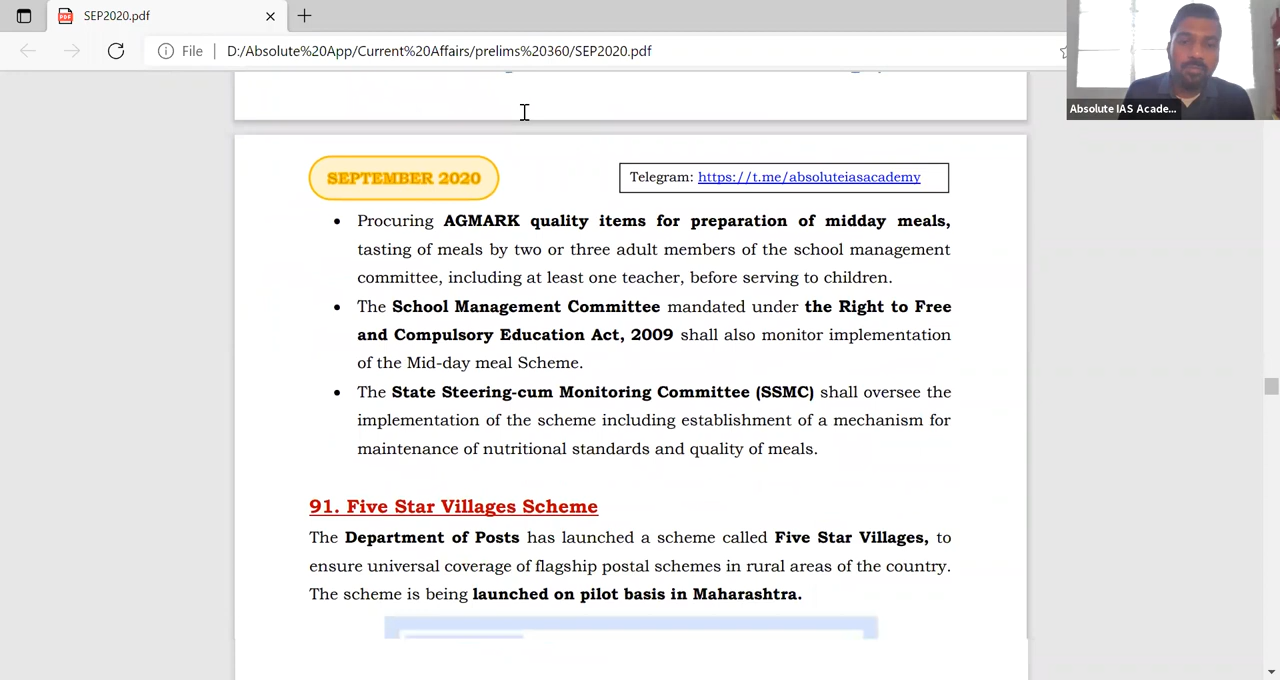 SEP2020.pdf
File
D:/Absolute%20App/Current%20Affairs/prelims%20360/SEP2020.pdf
Absolute IAS Acade...
SEPTEMBER 2020
Telegram: https://t.me/absoluteiasacademy
• Procuring AGMARK quality items for preparation of midday meals,
tasting of meals by two or three adult members of the school management
committee, including at least one teacher, before serving to children.
• The School Management Committee mandated under the Right to Free
and Compulsory Education Act, 2009 shall also monitor implementation
of the Mid-day meal Scheme.
• The State Steering-cum Monitoring Committee (SSMC) shall oversee the
implementation of the scheme including establishment of a mechanism for
maintenance of nutritional standards and quality of meals.
91. Five Star Villages Scheme
The Department of Posts has launched a scheme called Five Star Villages, to
ensure universal coverage of flagship postal schemes in rural areas of the country.
The scheme is being launched on pilot basis in Maharashtra.